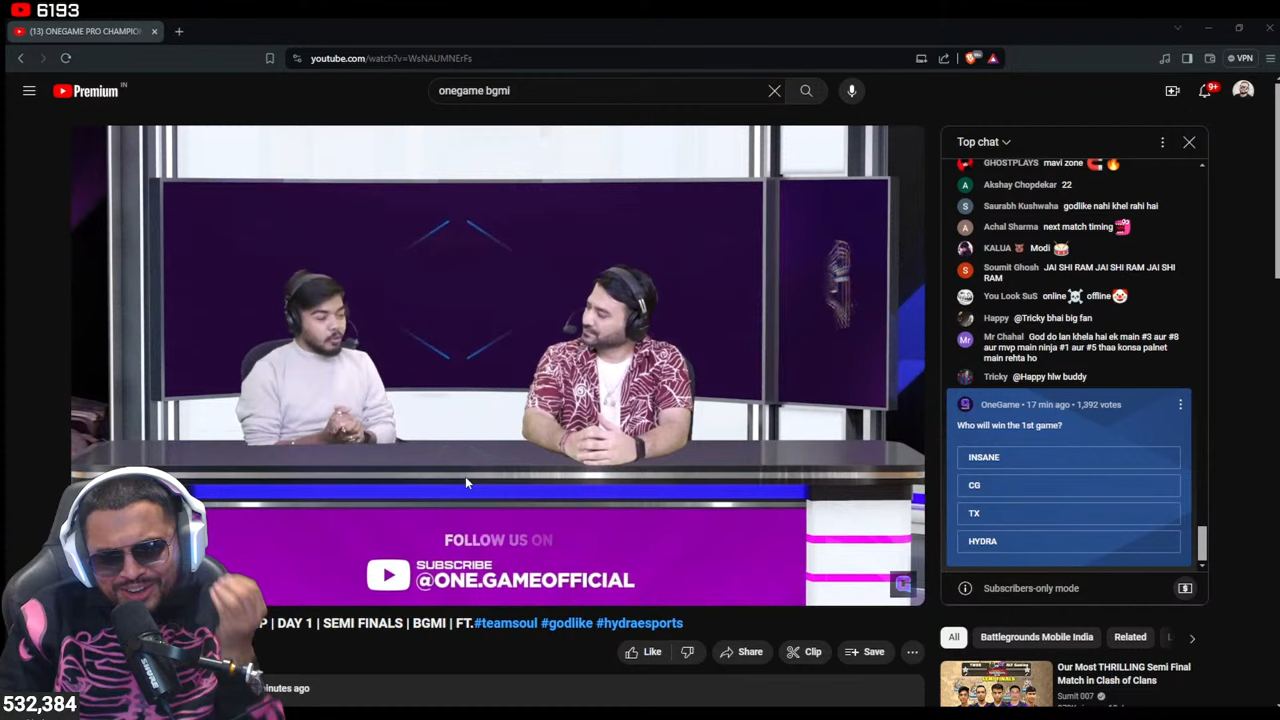 6193
(13) ONEGAME PRO CHAMPION
youtube.com/watch?v=WsNAUMNErFs
VPN
Premium IN
onegame bgmi
9+
Top chat
GHOSTPLAYS mavi zone
A Akshay Chopdekar 22
S Saurabh Kushwaha godlike nahi khel rahi hai
A Achal Sharma next match timing
KALUA Modi
S Soumit Ghosh JAI SHI RAM JAI SHI RAM JAI SHI
RAM
You Look SuS online offline
Happy @Tricky bhai big fan
Mr Mr Chahal God do lan khela hai ek main #3 aur #8
aur mvp main ninja #1 aur #5 thaa konsa palnet
main rehta ho
Tricky @Happy hlw buddy
OneGame • 17 min ago • 1,392 votes
Who will win the 1st game?
INSANE
CG
TX
HYDRA
Subscribers-only mode
FOLLOW US ON
SUBSCRIBE
@ONE.GAMEOFFICIAL
P | DAY 1 | SEMI FINALS | BGMI | FT.#teamsoul #godlike #hydraesports
Like Share Clip Save
minutes ago
All Battlegrounds Mobile India Related L
Our Most THRILLING Semi Final
Match in Clash of Clans
Sumit 007
SEMI FINALS
532,384